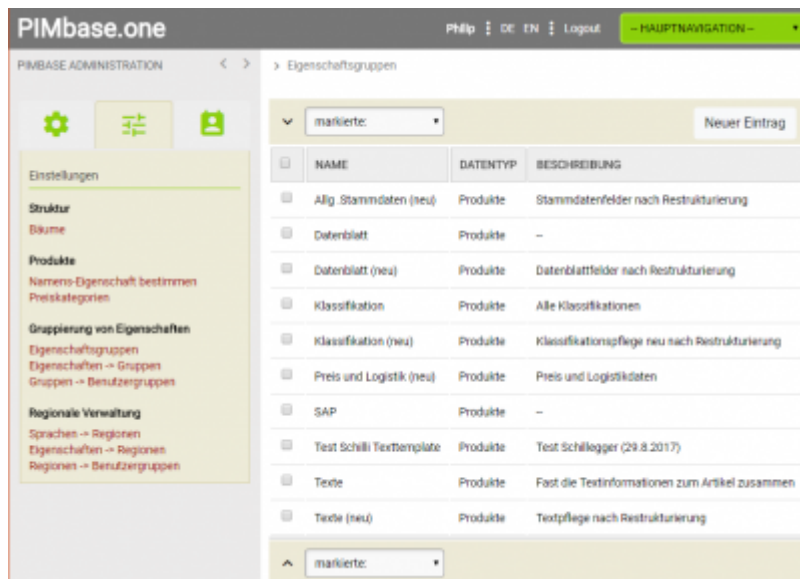 PIMbase.one
Philip DE EN Logout -- HAUPTNAVIGATION --
PIMBASE ADMINISTRATION < >
> Eigenschaftsgruppen
markierte:
Neuer Eintrag
Einstellungen
Struktur
Bäume
Produkte
Namens-Eigenschaft bestimmen
Preiskategorien
Gruppierung von Eigenschaften
Eigenschaftsgruppen
Eigenschaften -> Gruppen
Gruppen -> Benutzergruppen
Regionale Verwaltung
Sprachen -> Regionen
Eigenschaften -> Regionen
Regionen -> Benutzergruppen
NAME DATENTYP BESCHREIBUNG
Allg .Stammdaten (neu) Produkte Stammdatenfelder nach Restrukturierung
Datenblatt Produkte --
Datenblatt (neu) Produkte Datenblattfelder nach Restrukturierung
Klassifikation Produkte Alle Klassifikationen
Klassifikation (neu) Produkte Klassifikationspflege neu nach Restrukturierung
Preis und Logistik (neu) Produkte Preis und Logistikdaten
SAP Produkte --
Test Schilli Texttemplate Produkte Test Schillegger (29.8.2017)
Texte Produkte Fast die Textinformationen zum Artikel zusammen
Texte (neu) Produkte Textpflege nach Restrukturierung
markierte: